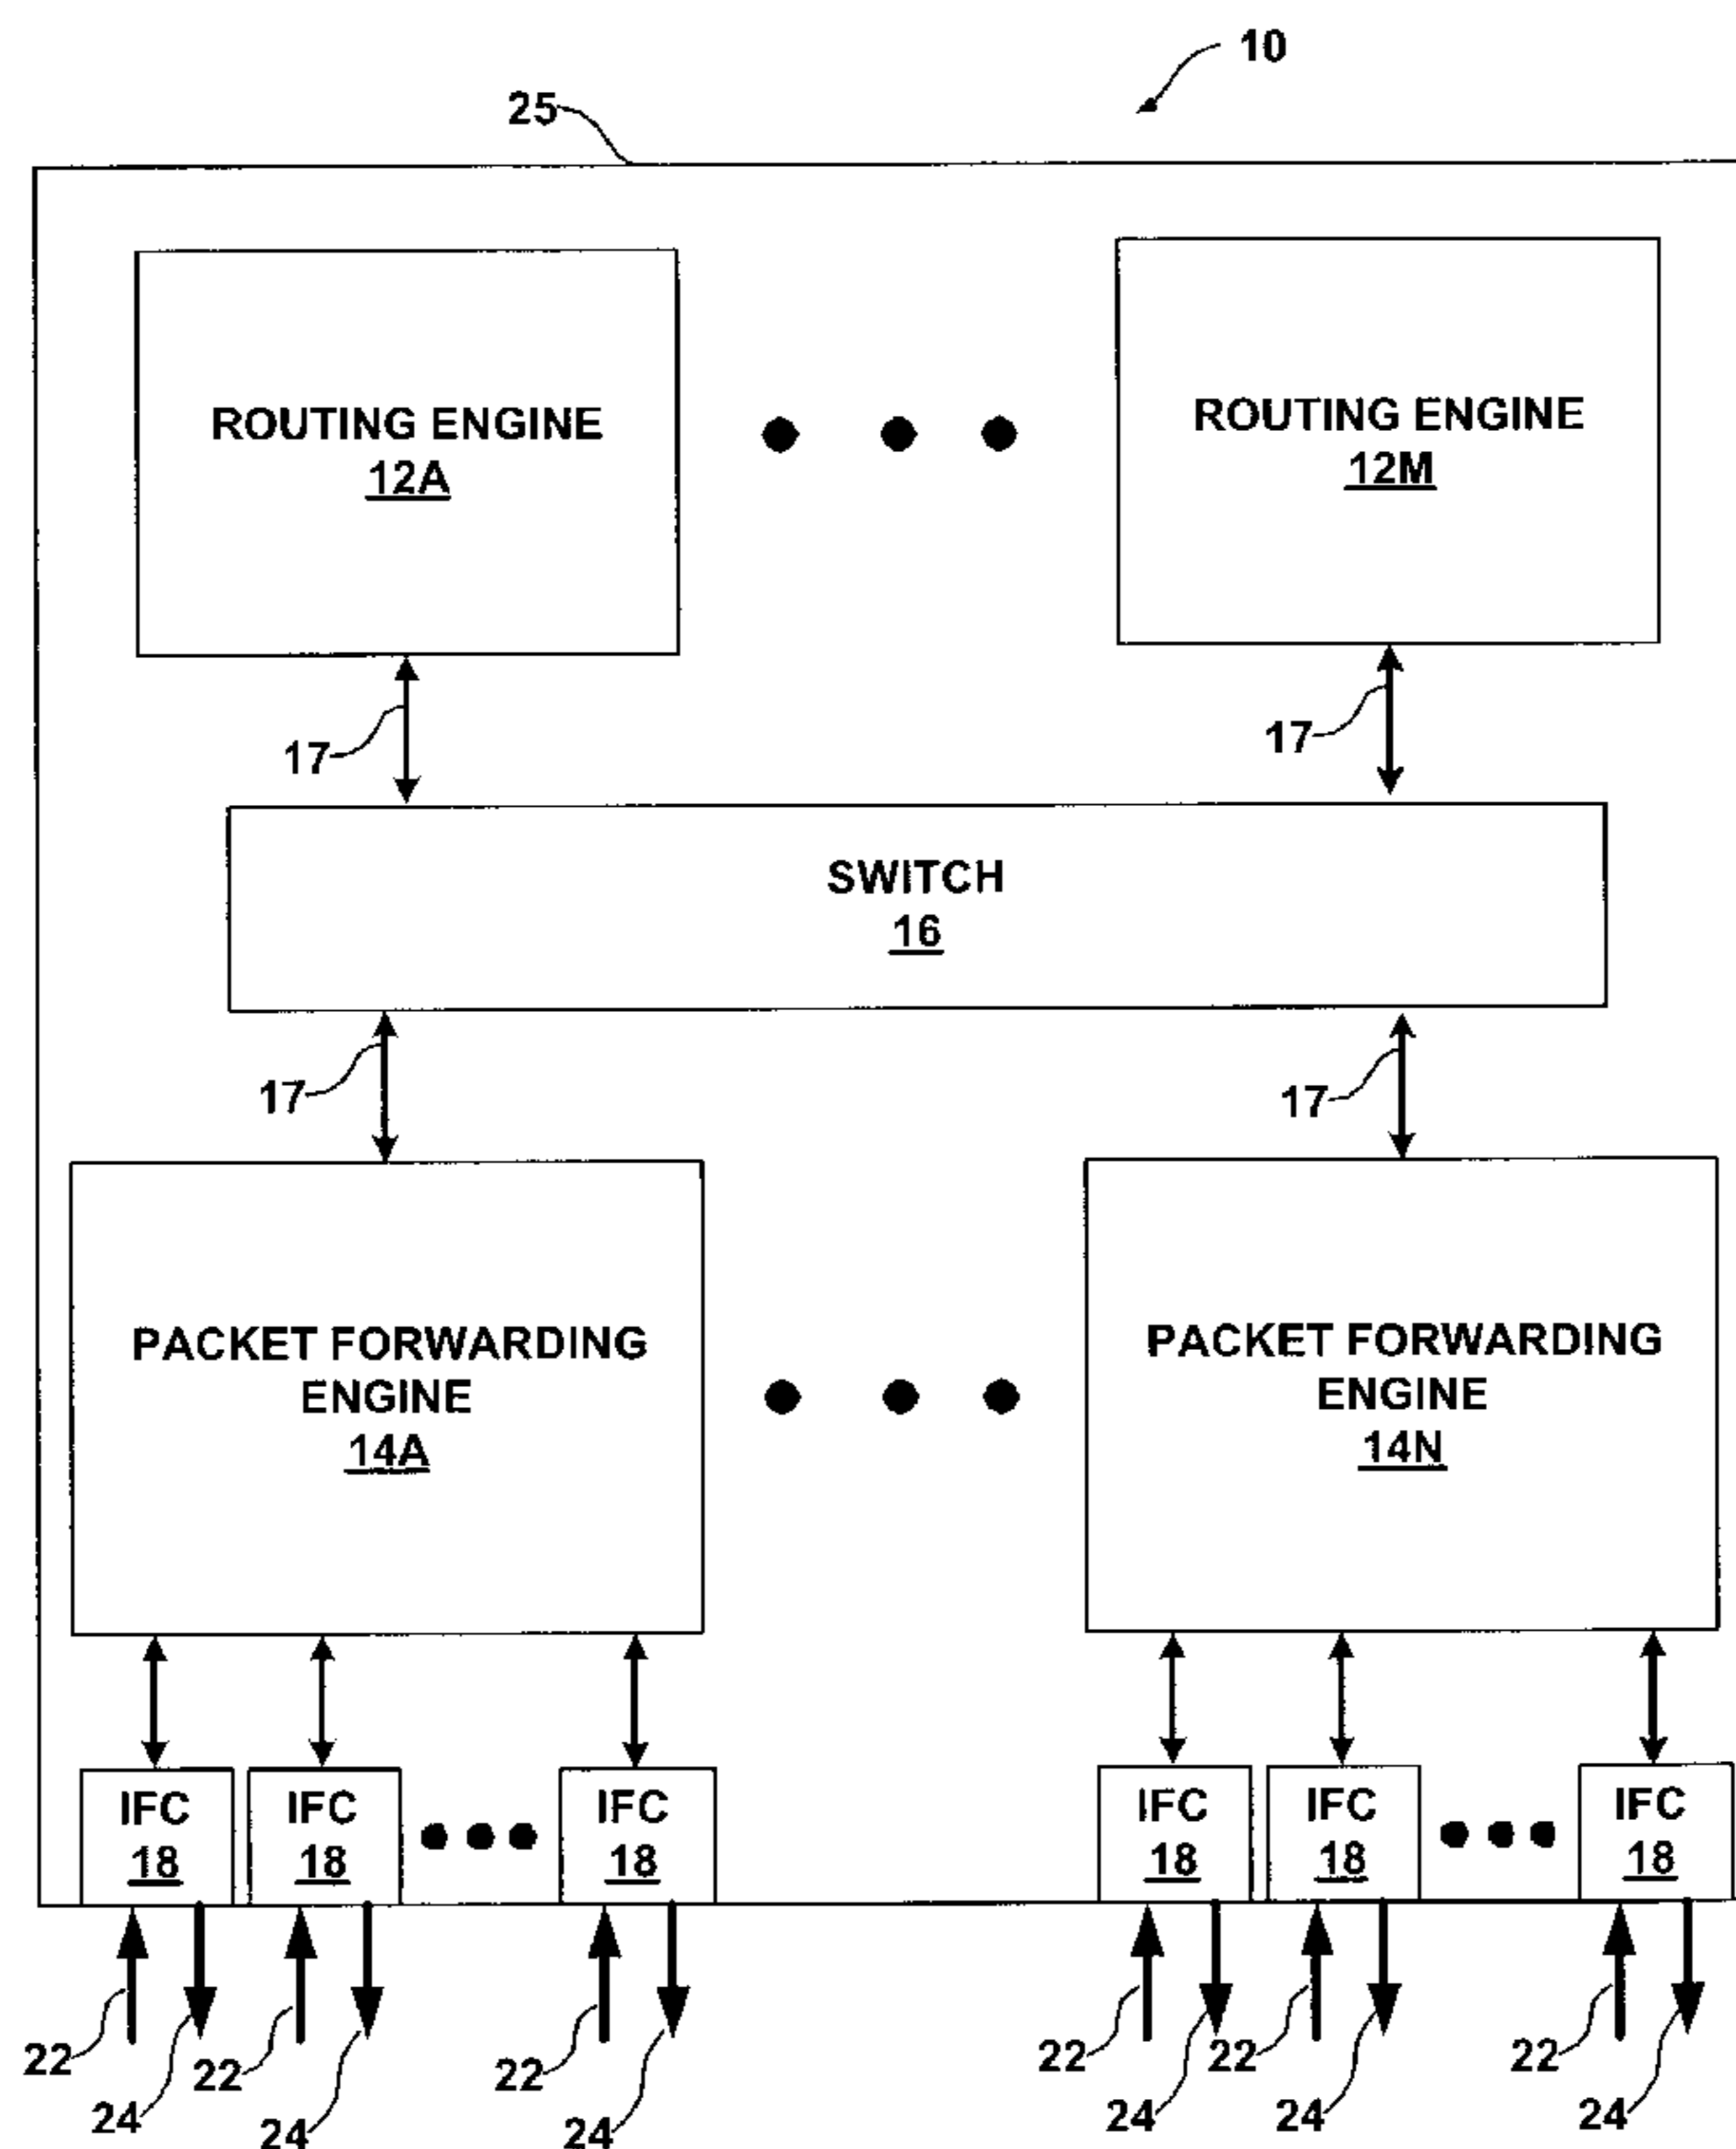 10
25
ROUTING ENGINE
12A
ROUTING ENGINE
12M
17
17
SWITCH
16
17
17
PACKET FORWARDING
ENGINE
14A
PACKET FORWARDING
ENGINE
14N
IFC
18
IFC
18
IFC
18
IFC
18
IFC
18
IFC
18
22
24
22
24
22
24
22
24
22
24
22
24